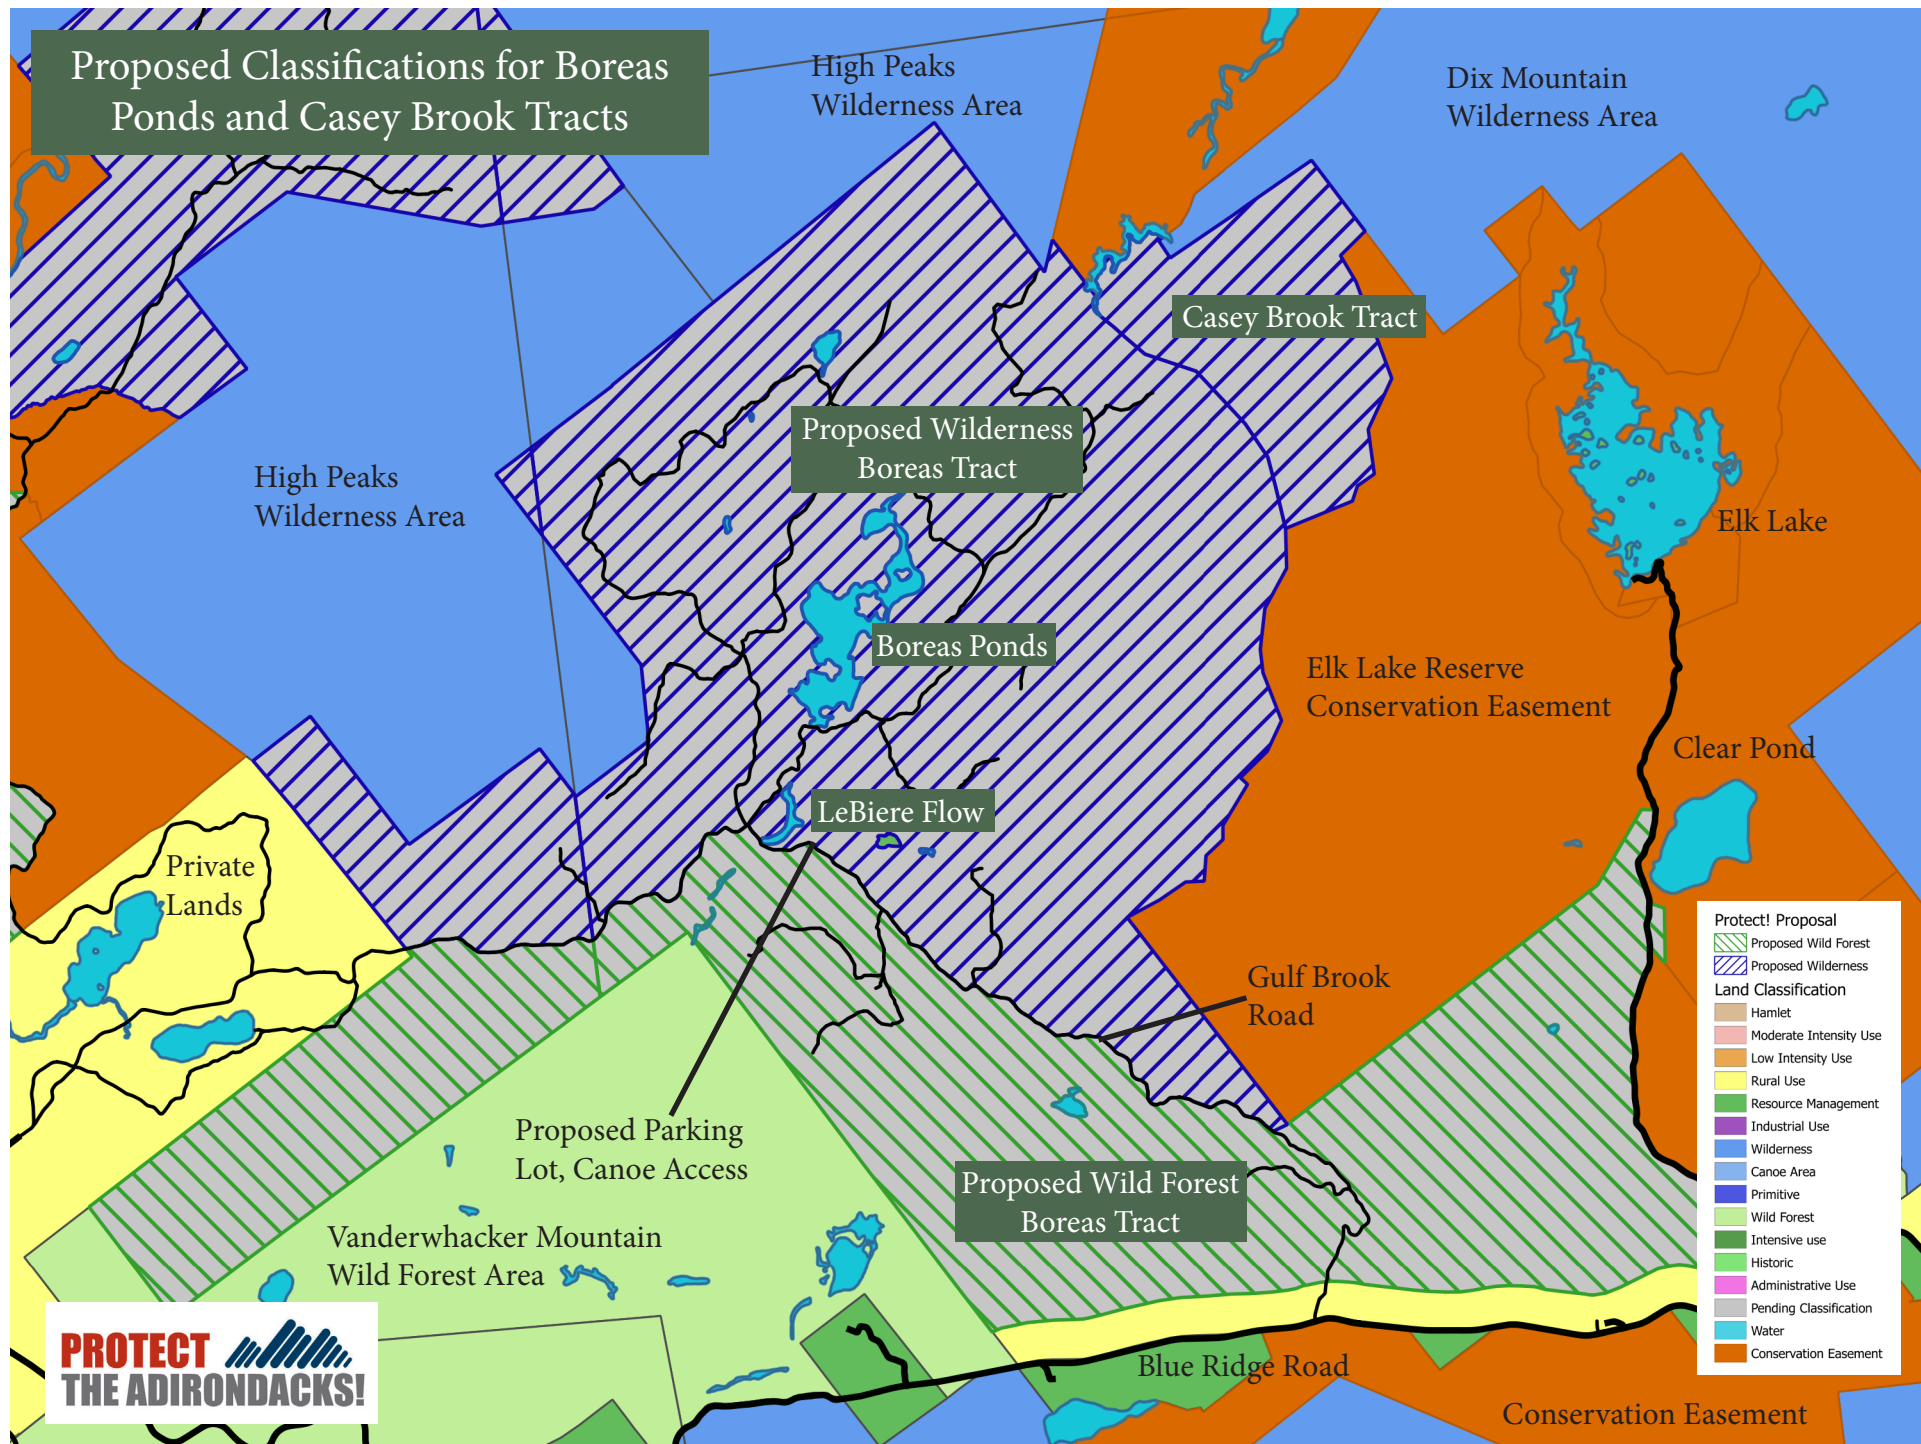 Proposed Classifications for Boreas
Ponds and Casey Brook Tracts
High Peaks
Wilderness Area
Dix Mountain
Wilderness Area
Casey Brook Tract
Proposed Wilderness
Boreas Tract
High Peaks
Wilderness Area
Elk Lake
Boreas Ponds
Elk Lake Reserve
Conservation Easement
Clear Pond
LeBiere Flow
Private
Lands
Gulf Brook
Road
Proposed Parking
Lot, Canoe Access
Proposed Wild Forest
Boreas Tract
Vanderwhacker Mountain
Wild Forest Area
Blue Ridge Road
Conservation Easement
PROTECT
THE ADIRONDACKS!
Protect! Proposal
Proposed Wild Forest
Proposed Wilderness
Land Classification
Hamlet
Moderate Intensity Use
Low Intensity Use
Rural Use
Resource Management
Industrial Use
Wilderness
Canoe Area
Primitive
Wild Forest
Intensive use
Historic
Administrative Use
Pending Classification
Water
Conservation Easement